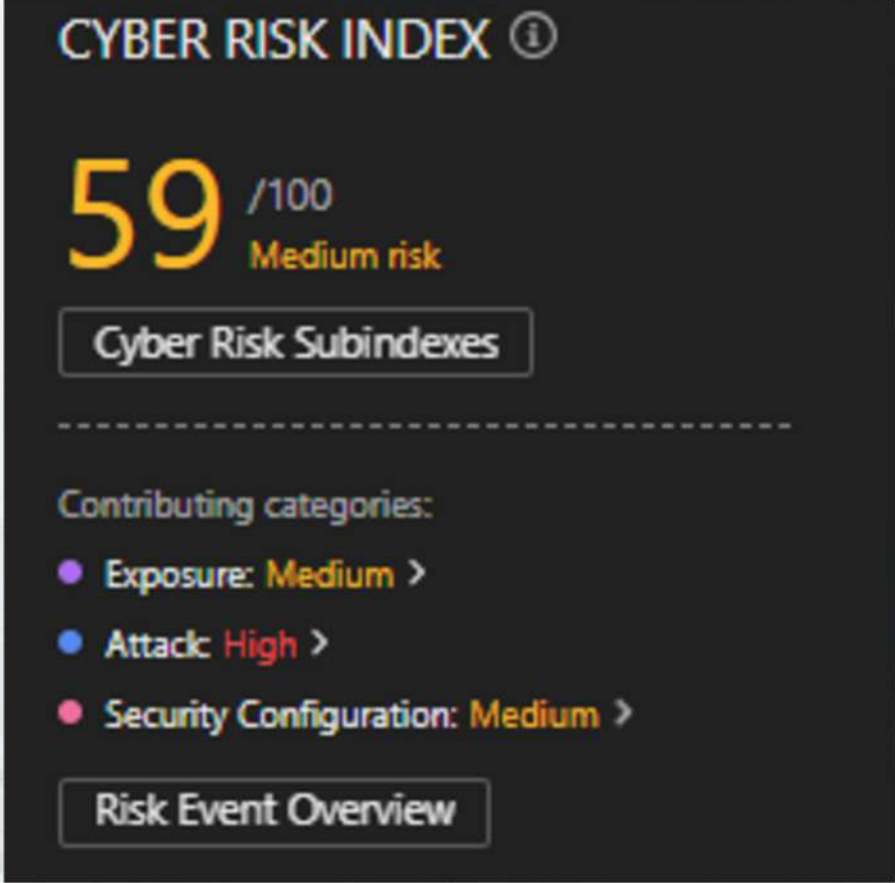 CYBER RISK INDEX
59 /100
Medium risk
Cyber Risk Subindexes
Contributing categories:
Exposure: Medium >
Attack: High >
Security Configuration: Medium >
Risk Event Overview